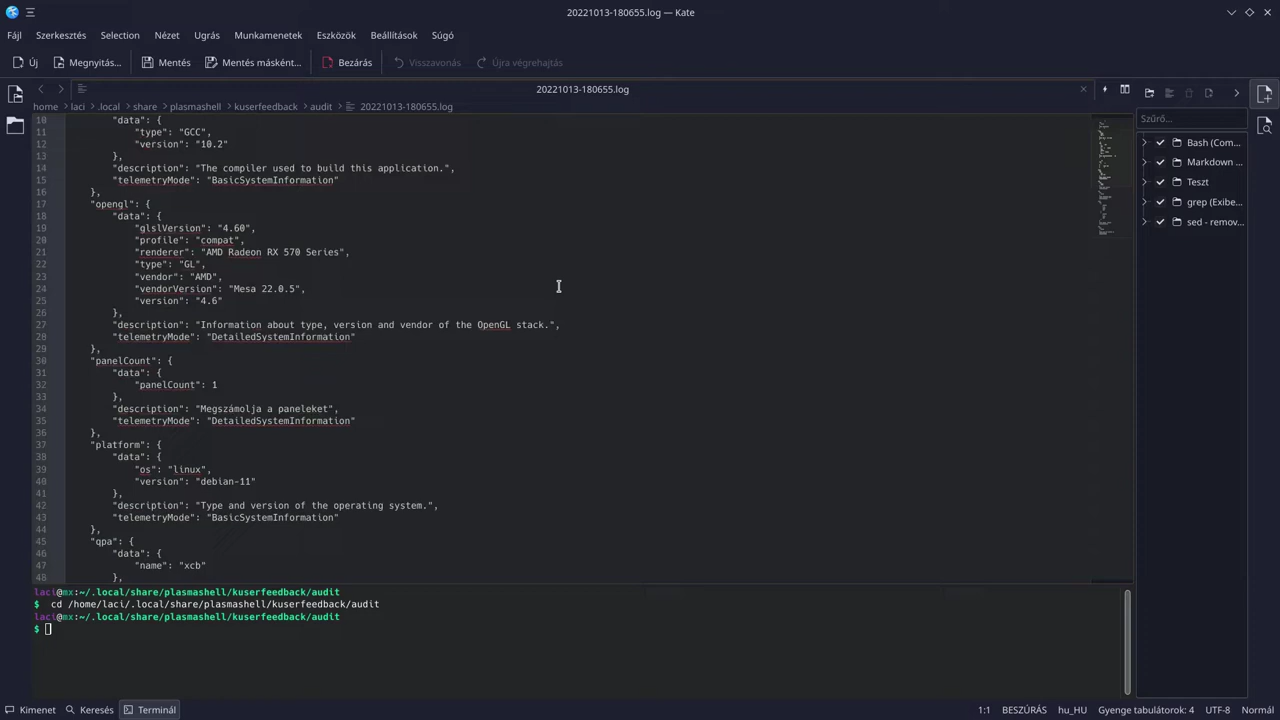 20221013-180655.log — Kate
Fájl Szerkesztés Selection Nézet Ugrás Munkamenetek Eszközök Beállítások Súgó
Új Megnyitás... Mentés Mentés másként... Bezárás Visszavonás Újra végrehajtás
20221013-180655.log
home laci .local share plasmashell kuserfeedback audit 20221013-180655.log
10 "data": {
11 "type": "GCC",
12 "version": "10.2"
13 },
14 "description": "The compiler used to build this application.",
15 "telemetryMode": "BasicSystemInformation"
16 },
17 "opengl": {
18 "data": {
19 "glslVersion": "4.60",
20 "profile": "compat",
21 "renderer": "AMD Radeon RX 570 Series",
22 "type": "GL",
23 "vendor": "AMD",
24 "vendorVersion": "Mesa 22.0.5",
25 "version": "4.6"
26 },
27 "description": "Information about type, version and vendor of the OpenGL stack.",
28 "telemetryMode": "DetailedSystemInformation"
29 },
30 "panelCount": {
31 "data": {
32 "panelCount": 1
33 },
34 "description": "Megszámolja a paneleket",
35 "telemetryMode": "DetailedSystemInformation"
36 },
37 "platform": {
38 "data": {
39 "os": "linux",
40 "version": "debian-11"
41 },
42 "description": "Type and version of the operating system.",
43 "telemetryMode": "BasicSystemInformation"
44 },
45 "qpa": {
46 "data": {
47 "name": "xcb"
48 },
Szűrő...
Bash (Com...
Markdown ...
Teszt
grep (Exibe...
sed - remov...
laci@mx:~/.local/share/plasmashell/kuserfeedback/audit
$ cd /home/laci/.local/share/plasmashell/kuserfeedback/audit
laci@mx:~/.local/share/plasmashell/kuserfeedback/audit
$
Kimenet Keresés Terminál 1:1 BESZÚRÁS hu_HU Gyenge tabulátorok: 4 UTF-8 Normál